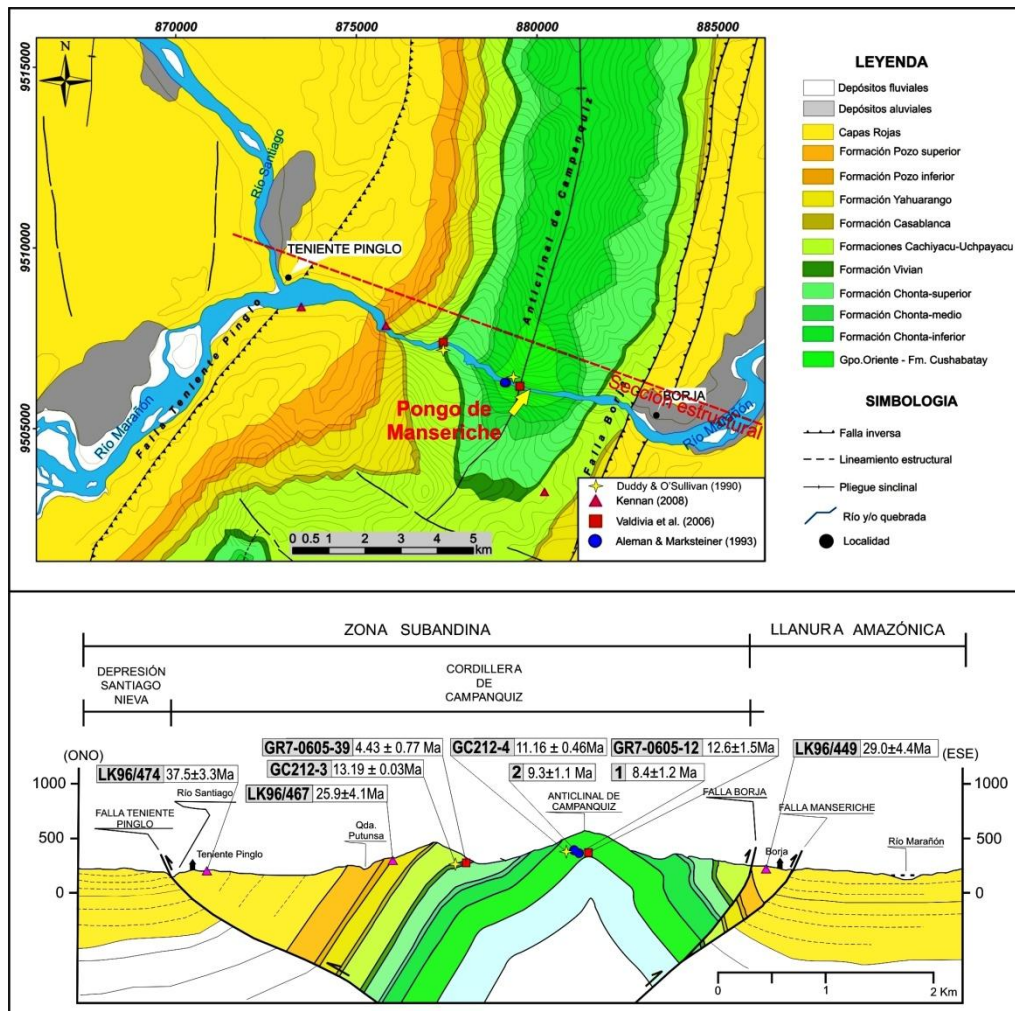 870000
875000
880000
885000
9515000
9510000
9505000
N
Río Santiago
TENIENTE PINGLO
Anticlinal de Campanquiz
Falla Teniente Pinglo
Río Marañón
Pongo de
Manseriche
Falla Borja
Sección estructural
BORJA
Río Marañón
Duddy & O'Sullivan (1990)
Kennan (2008)
Valdivia et al. (2006)
Aleman & Marksteiner (1993)
0 0.5 1 2 3 4 5
km
LEYENDA
Depósitos fluviales
Depósitos aluviales
Capas Rojas
Formación Pozo superior
Formación Pozo inferior
Formación Yahuarango
Formación Casablanca
Formaciones Cachiyacu-Uchpayacu
Formación Vivian
Formación Chonta-superior
Formación Chonta-medio
Formación Chonta-inferior
Gpo.Oriente - Fm. Cushabatay
SIMBOLOGIA
Falla inversa
Lineamiento estructural
Pliegue sinclinal
Río y/o quebrada
Localidad
ZONA SUBANDINA
LLANURA AMAZÓNICA
DEPRESIÓN
SANTIAGO
NIEVA
CORDILLERA
DE
CAMPANQUIZ
(ONO)
(ESE)
GR7-0605-39 4.43 ± 0.77 Ma
GC212-4 11.16 ± 0.46Ma
GR7-0605-12 12.6±1.5Ma
LK96/449 29.0±4.4Ma
LK96/474 37.5±3.3Ma
GC212-3 13.19 ± 0.03Ma
2 9.3±1.1 Ma
1 8.4±1.2 Ma
LK96/467 25.9±4.1Ma
1000
500
0
1000
500
0
FALLA TENIENTE
PINGLO
Río Santiago
Teniente Pinglo
Qda.
Putunsa
ANTICLINAL DE
CAMPANQUIZ
FALLA BORJA
FALLA MANSERICHE
Borja
Río Marañón
0 1 2 Km